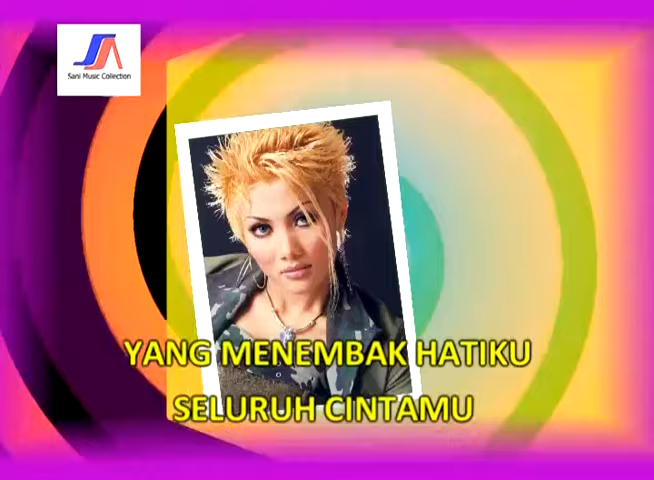 Sani Music Collection
YANG MENEMBAK HATIKU
SELURUH CINTAMU